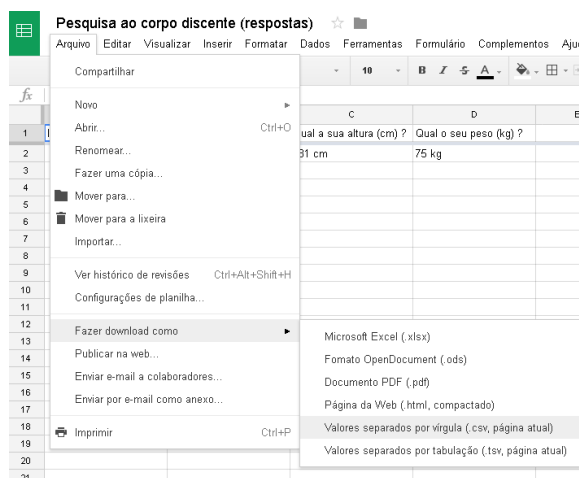 Pesquisa ao corpo discente (respostas)
Arquivo Editar Visualizar Inserir Formatar Dados Ferramentas Formulário Complementos
10 B I S A
fx
Compartilhar
Novo
Abrir... Ctrl+O
Renomear...
Fazer uma cópia...
Mover para...
Mover para a lixeira
Importar...
Ver histórico de revisões Ctrl+Alt+Shift+H
Configurações de planilha...
Fazer download como
Publicar na web...
Enviar e-mail a colaboradores...
Enviar por e-mail como anexo...
Imprimir Ctrl+P
Microsoft Excel (.xlsx)
Fomato OpenDocument (.ods)
Documento PDF (.pdf)
Página da Web (.html, compactado)
Valores separados por vírgula (.csv, página atual)
Valores separados por tabulação (.tsv, página atual)
C D E
1 ual a sua altura (cm) ? Qual o seu peso (kg) ?
2 81 cm 75 kg
3
4
5
6
7
8
9
10
11
12
13
14
15
16
17
18
19
20